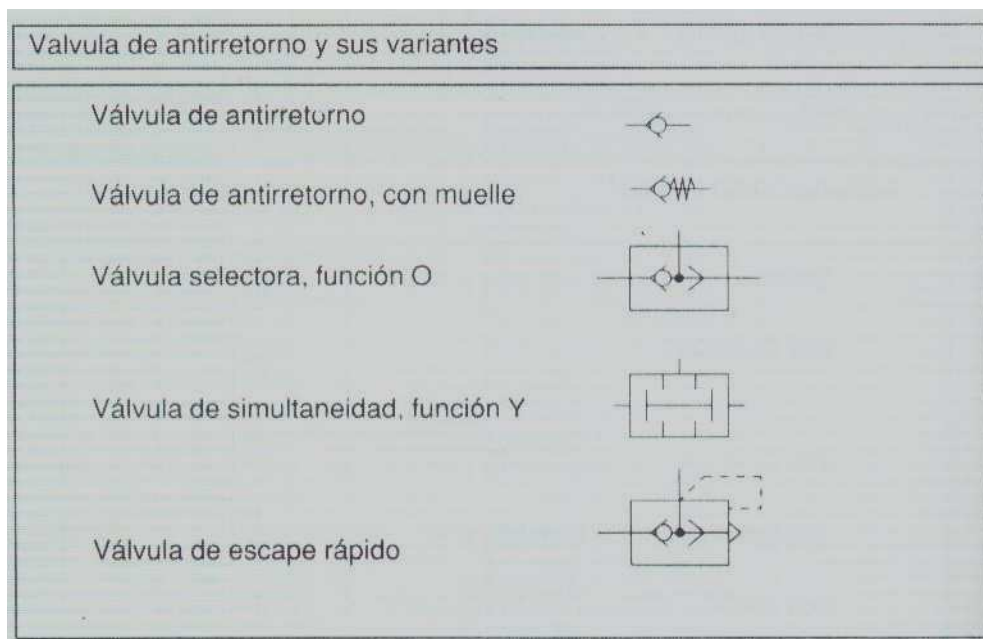 Valvula de antirretorno y sus variantes
Válvula de antirretorno
Válvula de antirretorno, con muelle
Válvula selectora, función O
Válvula de simultaneidad, función Y
Válvula de escape rápido